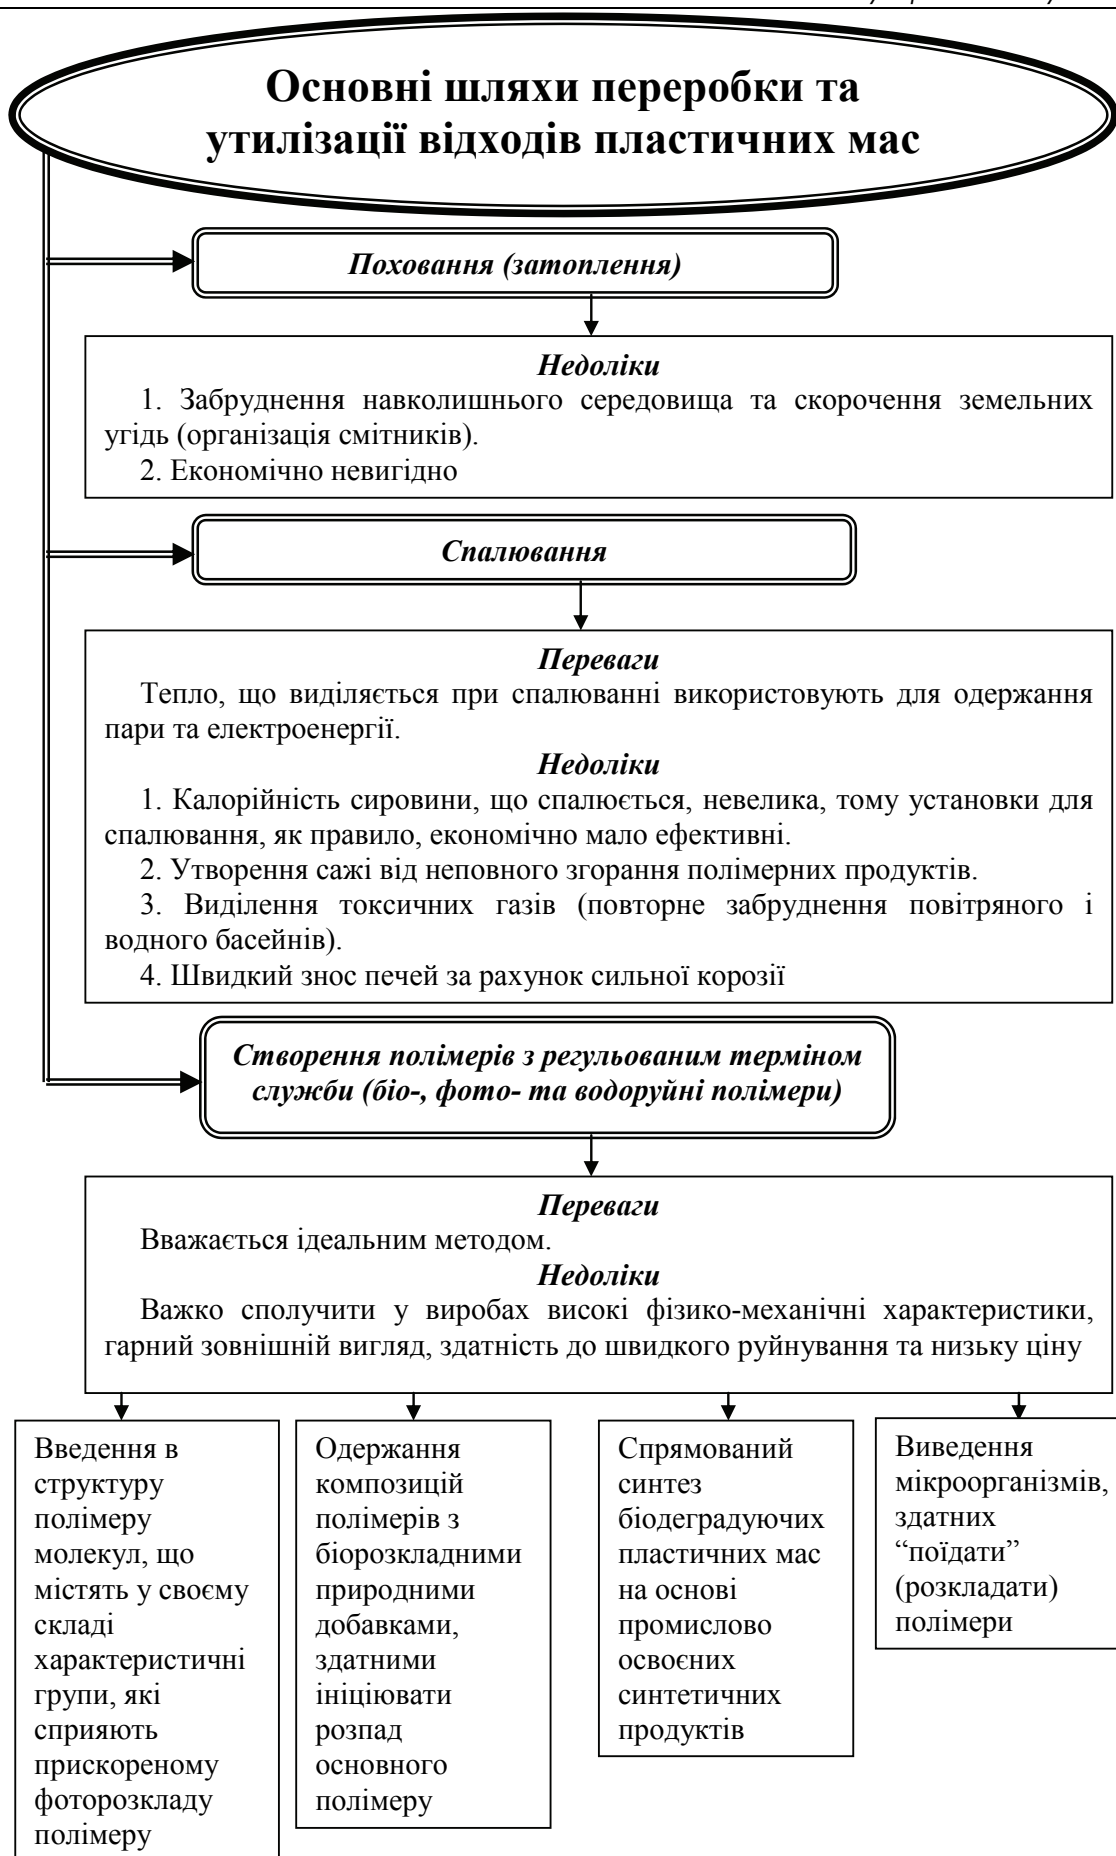 Основні шляхи переробки та
утилізації відходів пластичних мас
Поховання (затоплення)
Недоліки
1. Забруднення навколишнього середовища та скорочення земельних
угідь (організація смітників).
2. Економічно невигідно
Спалювання
Переваги
Тепло, що виділяється при спалюванні використовують для одержання
пари та електроенергії.
Недоліки
1. Калорійність сировини, що спалюється, невелика, тому установки для
спалювання, як правило, економічно мало ефективні.
2. Утворення сажі від неповного згорання полімерних продуктів.
3. Виділення токсичних газів (повторне забруднення повітряного і
водного басейнів).
4. Швидкий знос печей за рахунок сильної корозії
Створення полімерів з регульованим терміном
служби (біо-, фото- та водоруйні полімери)
Переваги
Вважається ідеальним методом.
Недоліки
Важко сполучити у виробах високі фізико-механічні характеристики,
гарний зовнішній вигляд, здатність до швидкого руйнування та низьку ціну
Введення в
структуру
полімеру
молекул, що
містять у своєму
складі
характеристичні
групи, які
сприяють
прискореному
фоторозкладу
полімеру
Одержання
композицій
полімерів з
біорозкладними
природними
добавками,
здатними
ініціювати
розпад
основного
полімеру
Спрямований
синтез
біодеградуючих
пластичних мас
на основі
промислово
освоєних
синтетичних
продуктів
Виведення
мікроорганізмів,
здатних
“поїдати”
(розкладати)
полімери